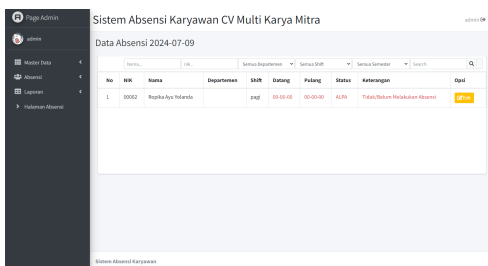 Page Admin
Sistem Absensi Karyawan CV Multi Karya Mitra
admin
admin
Data Absensi 2024-07-09
Master Data
Absensi
Laporan
Halaman Absensi
Nama...
NIK...
Semua Departemen
Semua Shift
Semua Semester
Search
No NIK Nama Departemen Shift Datang Pulang Status Keterangan Opsi
1 00062 Ropika Ayu Yolanda pagi 00-00-00 00-00-00 ALPA Tidak/Belum Melakukan Absensi
Sistem Absensi Karyawan